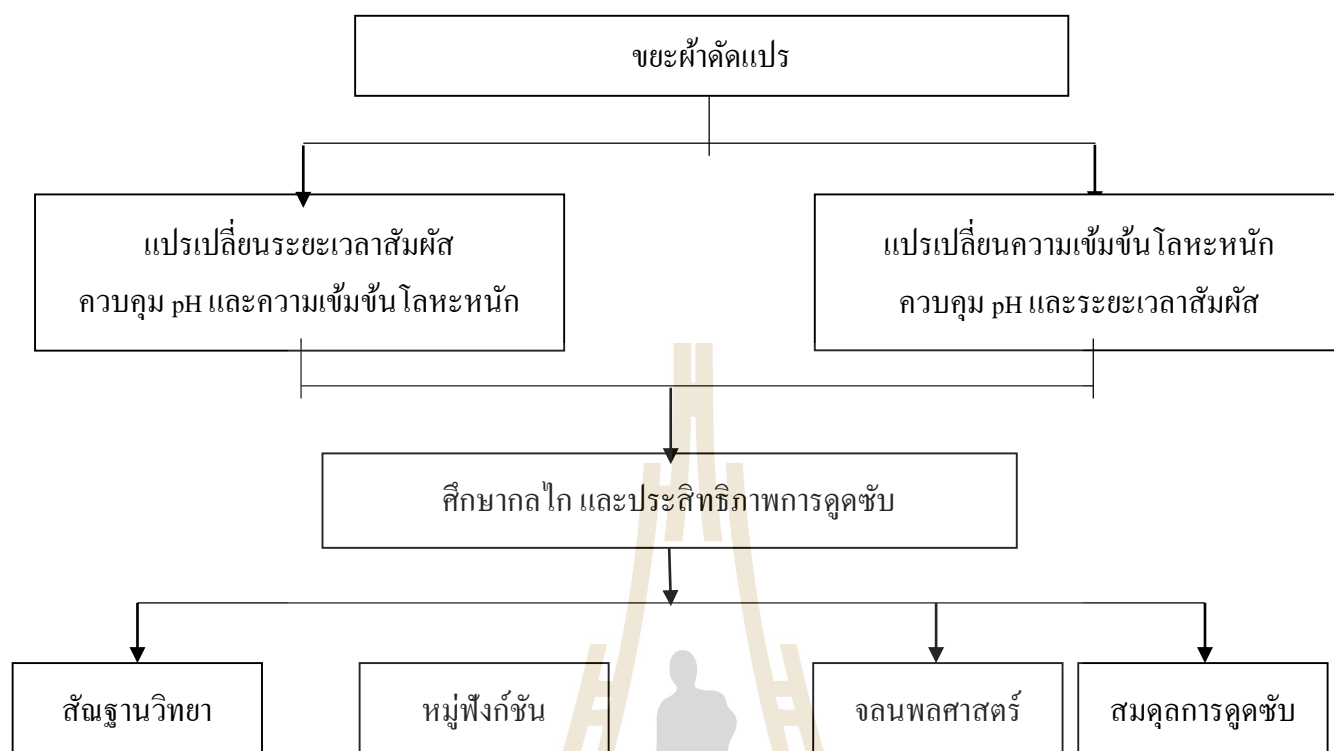 ขยะผ้าดัดแปร
แปรเปลี่ยนระยะเวลาสัมผัส
ควบคุม pH และความเข้มข้นโลหะหนัก
แปรเปลี่ยนความเข้มข้นโลหะหนัก
ควบคุม pH และระยะเวลาสัมผัส
ศึกษากลไก และประสิทธิภาพการดูดซับ
สัณฐานวิทยา
หมู่ฟังก์ชัน
จลนพลศาสตร์
สมดุลการดูดซับ